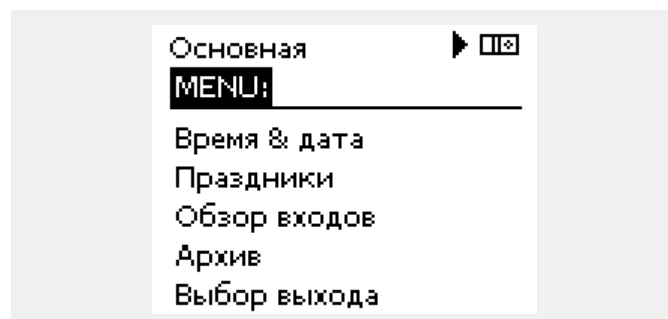 Основная
MENU:
Время & дата
Праздники
Обзор входов
Архив
Выбор выхода